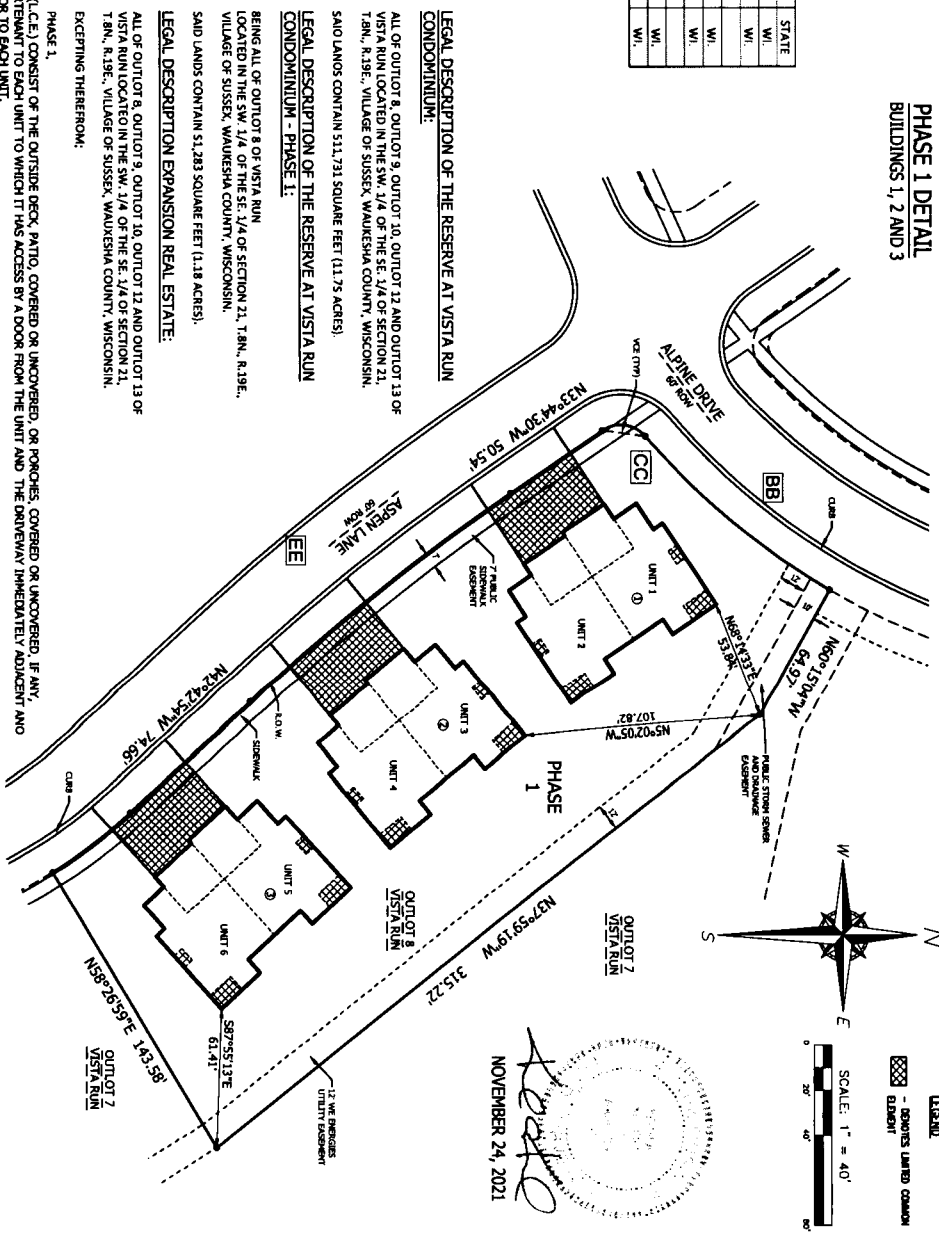 PHASE 1 DETAIL
BUILDINGS 1, 2 AND 3
STATE
WI.
WI.
WI.
WI.
WI.
WI.
LEGEND
- DENOTES LIMITED COMMON
ELEMENT
SCALE: 1" = 40'
0
20'
40'
80'
N
W
E
S
NOVEMBER 24, 2021
ALPINE DRIVE
60' ROW
VCE (TYP)
BB
CC
CURB
12'
10'
N60°15'04"W
64.97'
PUBLIC STORM SEWER
AND DRAINAGE
EASEMENT
N68°14'33"E
53.84'
N5°02'05"W
107.82'
N33°44'30"W 50.54'
ASPEN LANE
60' ROW
EE
7'
7' PUBLIC
SIDEWALK
EASEMENT
UNIT 1
1
UNIT 2
UNIT 3
2
UNIT 4
UNIT 5
3
UNIT 6
PHASE
1
12'
OUTLOT 7
VISTA RUN
N37°59'19"W 315.22'
OUTLOT 8
VISTA RUN
R.O.W.
SIDEWALK
N42°42'54"W 74.66'
CURB
S87°55'13"E
61.41'
12' WE ENERGIES
UTILITY EASEMENT
N58°26'59"E 143.58'
OUTLOT 7
VISTA RUN
LEGAL DESCRIPTION OF THE RESERVE AT VISTA RUN
CONDOMINIUM:
ALL OF OUTLOT 8, OUTLOT 9, OUTLOT 10, OUTLOT 12 AND OUTLOT 13 OF
VISTA RUN LOCATED IN THE SW. 1/4 OF THE SE. 1/4 OF SECTION 21,
T.8N., R.19E., VILLAGE OF SUSSEX, WAUKESHA COUNTY, WISCONSIN.
SAID LANDS CONTAIN 511,731 SQUARE FEET (11.75 ACRES).
LEGAL DESCRIPTION OF THE RESERVE AT VISTA RUN
CONDOMINIUM - PHASE 1:
BEING ALL OF OUTLOT 8 OF VISTA RUN
LOCATED IN THE SW. 1/4 OF THE SE. 1/4 OF SECTION 21, T.8N., R.19E.,
VILLAGE OF SUSSEX, WAUKESHA COUNTY, WISCONSIN.
SAID LANDS CONTAIN 51,283 SQUARE FEET (1.18 ACRES).
LEGAL DESCRIPTION EXPANSION REAL ESTATE:
ALL OF OUTLOT 8, OUTLOT 9, OUTLOT 10, OUTLOT 12 AND OUTLOT 13 OF
VISTA RUN LOCATED IN THE SW. 1/4 OF THE SE. 1/4 OF SECTION 21,
T.8N., R.19E., VILLAGE OF SUSSEX, WAUKESHA COUNTY, WISCONSIN.
EXCEPTING THEREFROM:
PHASE 1,
(L.C.E.) CONSIST OF THE OUTSIDE DECK, PATIO, COVERED OR UNCOVERED, OR PORCHES, COVERED OR UNCOVERED, IF ANY,
RTENANT TO EACH UNIT TO WHICH IT HAS ACCESS BY A DOOR FROM THE UNIT AND THE DRIVEWAY IMMEDIATELY ADJACENT AND
OR TO EACH UNIT.